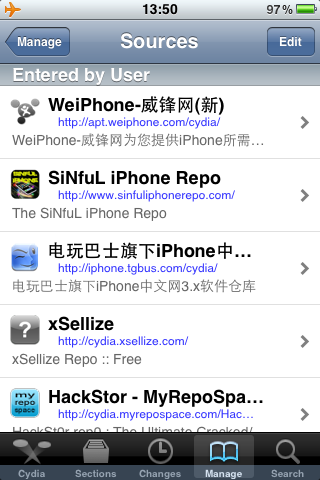 13:50
97%
Manage
Sources
Edit
Entered by User
WeiPhone-威锋网(新)
http://apt.weiphone.com/cydia/
WeiPhone-威锋网为您提供iPhone所需…
SiNfuL iPhone Repo
http://www.sinfuliphonerepo.com/
The SiNfuL iPhone Repo
电玩巴士旗下iPhone中…
http://iphone.tgbus.com/cydia/
电玩巴士旗下iPhone中文网3.x软件仓库
xSellize
http://cydia.xsellize.com/
xSellize Repo :: Free
my repo space
HackStor - MyRepoSpa…
http://cydia.myrepospace.com/Hac…
HackSt0r rep0 : The Ultimate Cracked/
Cydia
Sections
Changes
Manage
Search